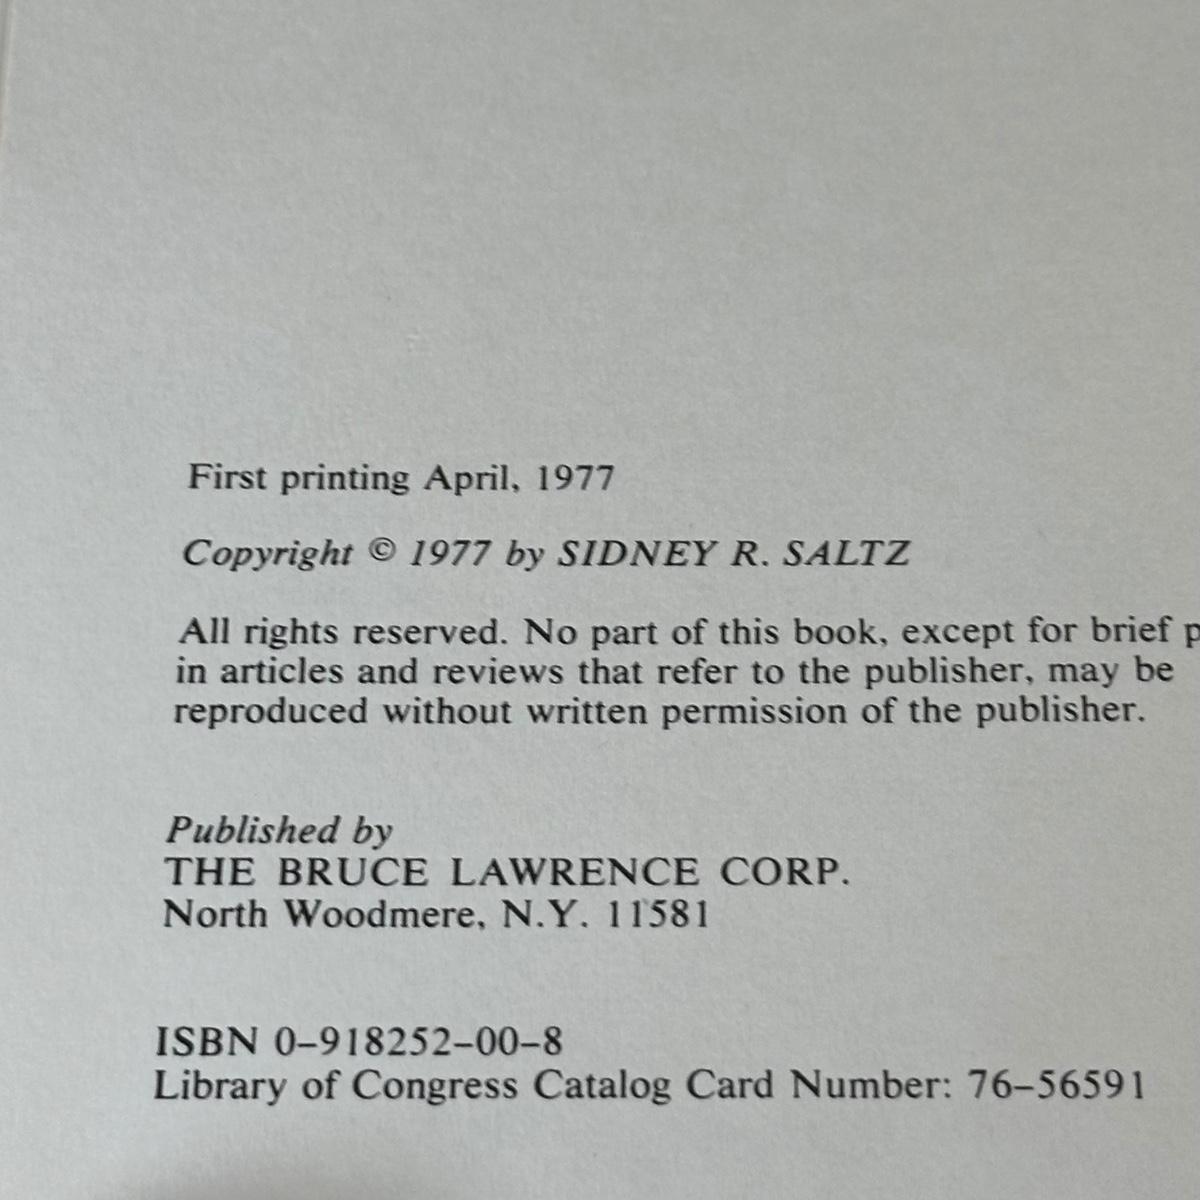 First printing April, 1977
Copyright © 1977 by SIDNEY R. SALTZ
All rights reserved. No part of this book, except for brief
in articles and reviews that refer to the publisher, may be
reproduced without written permission of the publisher.
Published by
THE BRUCE LAWRENCE CORP.
North Woodmere, N.Y. 11581
ISBN 0–918252–00–8
Library of Congress Catalog Card Number: 76–56591